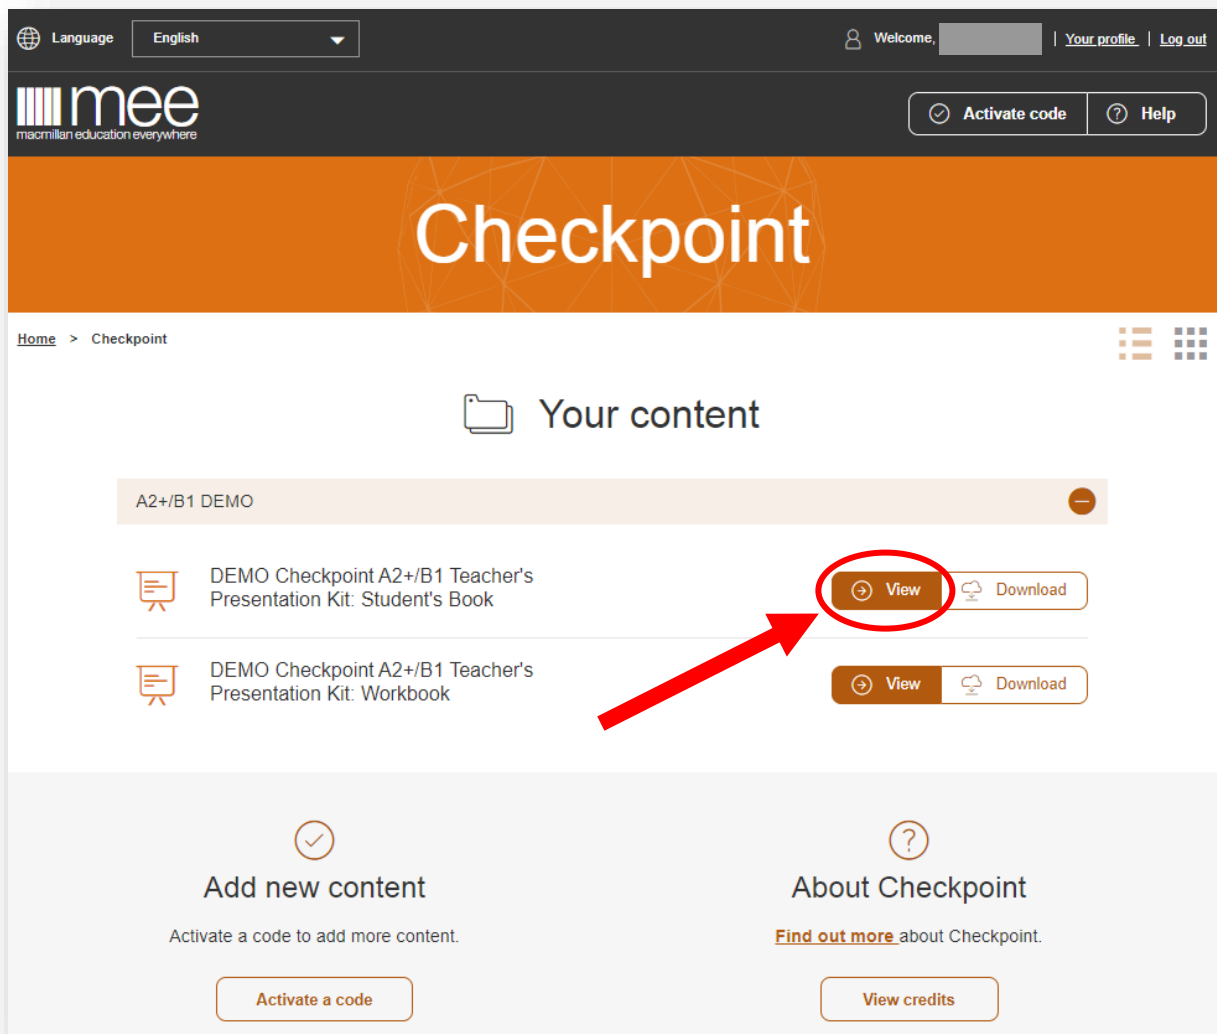 Language English Welcome, | Your profile | Log out
mee
macmillan education everywhere
Activate code Help
Checkpoint
Home > Checkpoint
Your content
A2+/B1 DEMO
DEMO Checkpoint A2+/B1 Teacher's
Presentation Kit: Student's Book
View Download
DEMO Checkpoint A2+/B1 Teacher's
Presentation Kit: Workbook
View Download
Add new content
Activate a code to add more content.
Activate a code
About Checkpoint
Find out more about Checkpoint.
View credits